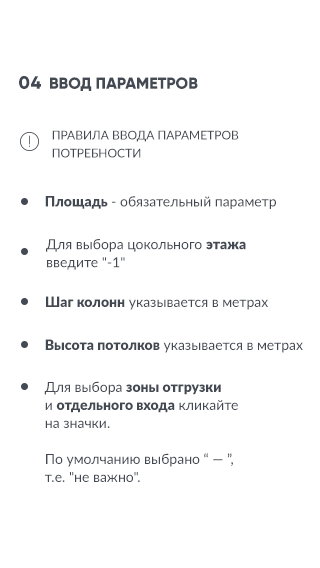 04 ВВОД ПАРАМЕТРОВ
ПРАВИЛА ВВОДА ПАРАМЕТРОВ
ПОТРЕБНОСТИ
Площадь - обязательный параметр
Для выбора цокольного этажа
введите "-1"
Шаг колонн указывается в метрах
Высота потолков указывается в метрах
Для выбора зоны отгрузки
и отдельного входа кликайте
на значки.
По умолчанию выбрано “ — ”,
т.е. "не важно".